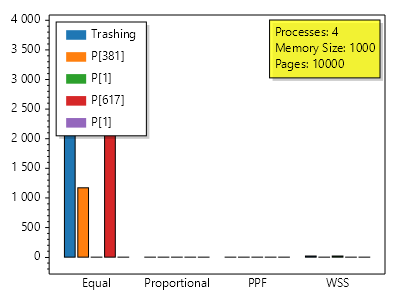 4 000
3 500
3 000
2 500
2 000
1 500
1 000
500
0
Trashing
P[381]
P[1]
P[617]
P[1]
Processes: 4
Memory Size: 1000
Pages: 10000
Equal Proportional PPF WSS